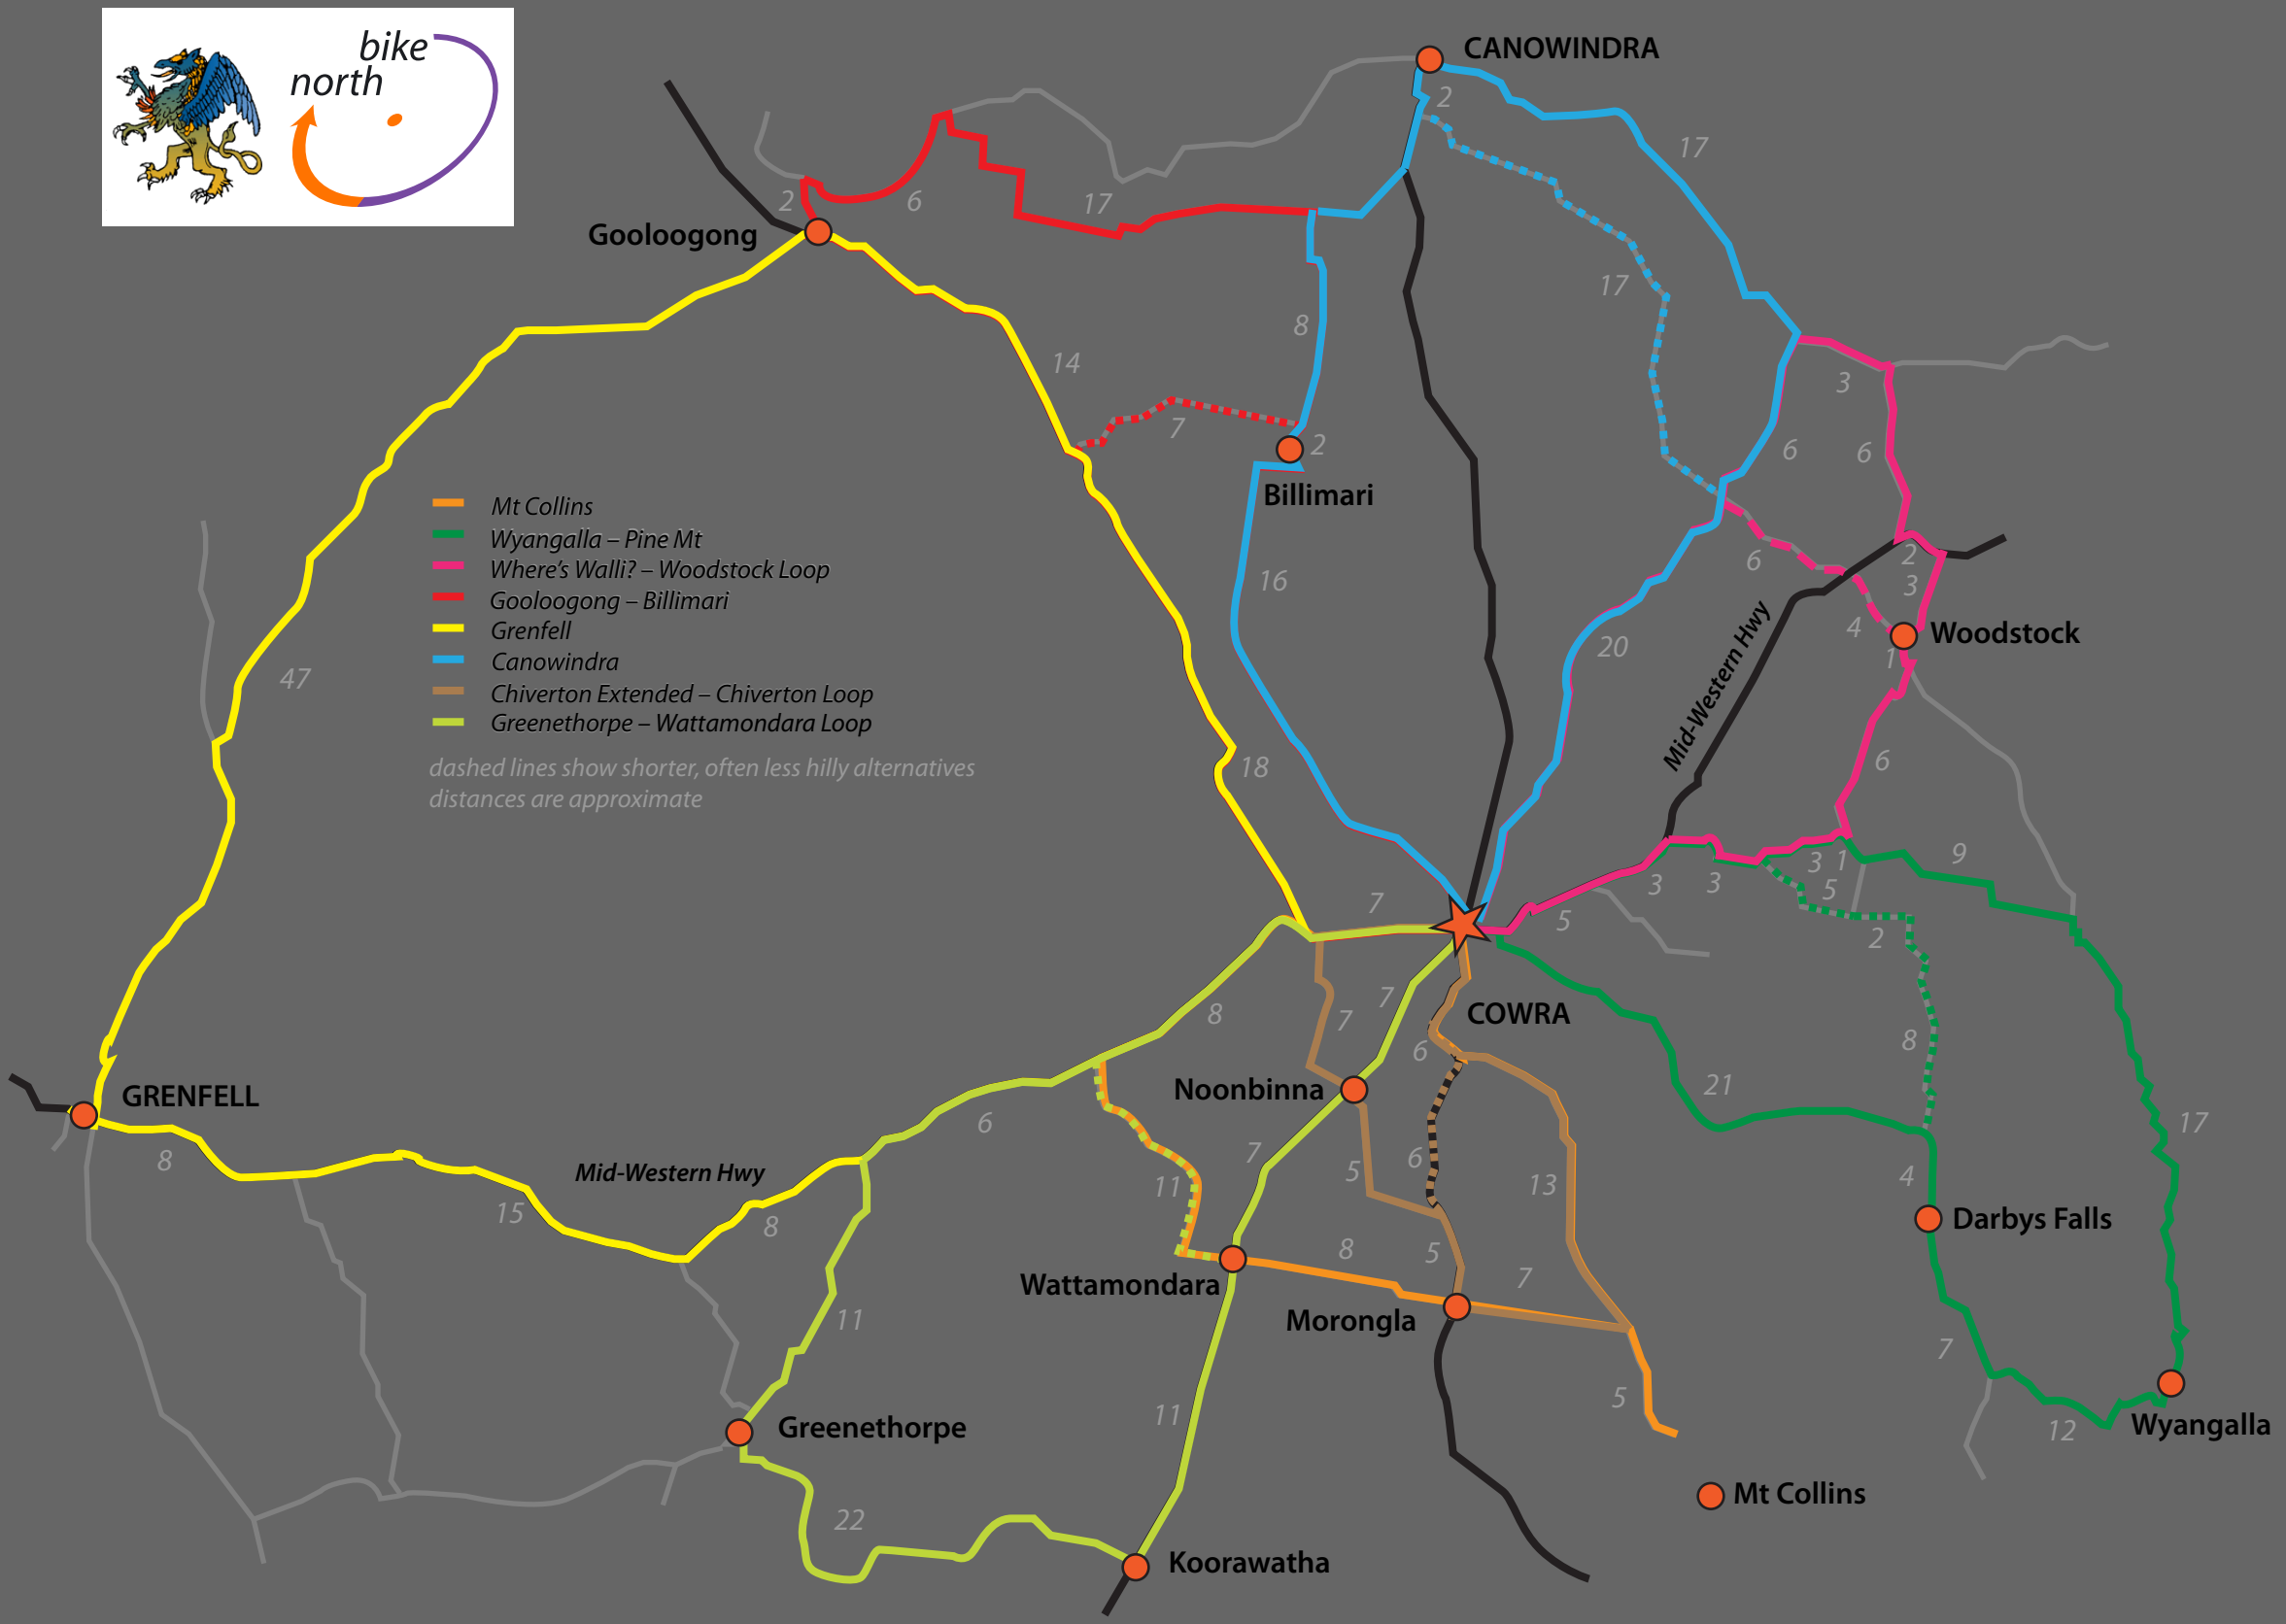 bike
north
CANOWINDRA
2
17
2
6
17
Gooloogong
17
8
14
3
7
2
6
6
Billimari
Mt Collins
Wyangalla – Pine Mt
Where's Walli? – Woodstock Loop
Gooloogong – Billimari
Grenfell
Canowindra
Chiverton Extended – Chiverton Loop
Greenethorpe – Wattamondara Loop
dashed lines show shorter, often less hilly alternatives
distances are approximate
16
6
2
3
Mid-Western Hwy
4
Woodstock
1
20
47
18
6
3
1
9
3
3
5
7
5
2
8
7
7
COWRA
6
8
Noonbinna
21
GRENFELL
8
6
17
Mid-Western Hwy
7
5
6
13
11
4
15
8
Darbys Falls
8
5
7
Wattamondara
Morongla
11
7
5
11
Greenethorpe
12
Wyangalla
Mt Collins
22
Koorawatha